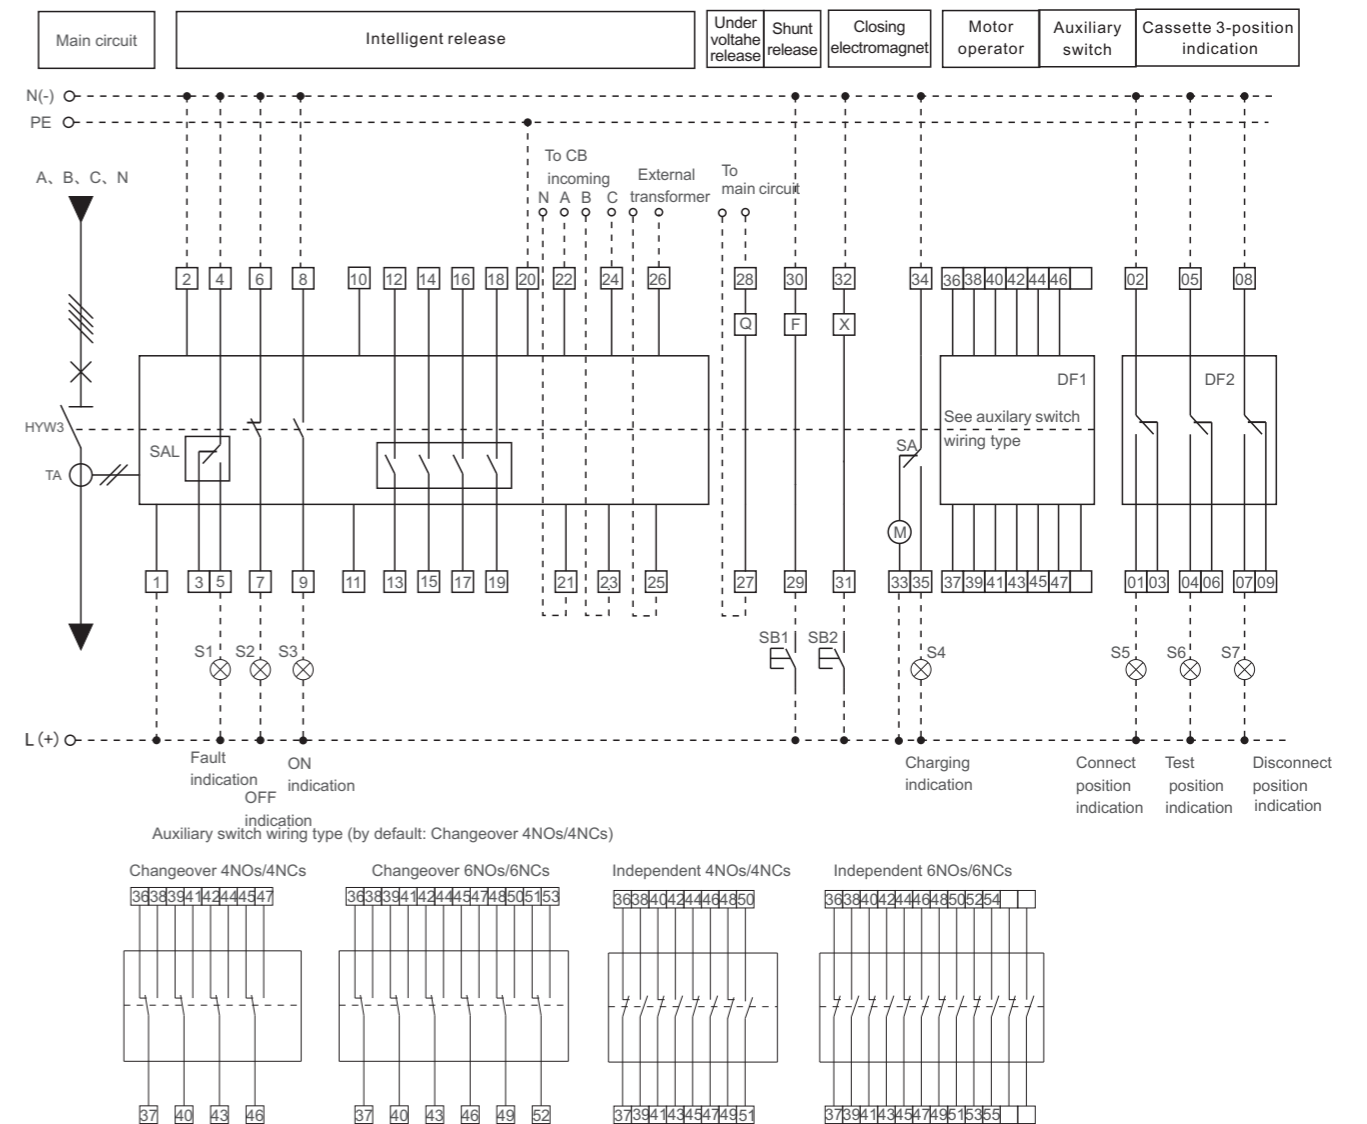 Main circuit
Intelligent release
Under
voltahe
release
Shunt
release
Closing
electromagnet
Motor
operator
Auxiliary
switch
Cassette 3-position
indication
N(-)
PE
A、B、C、N
To CB
incoming
N A B C
External
transformer
To
main circuit
2 4 6 8 10 12 14 16 18 20 22 24 26 28 30 32 34 36 38 40 42 44 46 02 05 08
Q F X
DF1
DF2
HYW3
See auxilary switch
wiring type
SAL
SA
TA
M
1 3 5 7 9 11 13 15 17 19 21 23 25 27 29 31 33 35 37 39 41 43 45 47 01 03 04 06 07 09
SB1 SB2
S1 S2 S3 S4 S5 S6 S7
L(+)
Fault
indication
OFF
indication
ON
indication
Charging
indication
Connect
position
indication
Test
position
indication
Disconnect
position
indication
Auxiliary switch wiring type (by default: Changeover 4NOs/4NCs)
Changeover 4NOs/4NCs
36 38 39 41 42 44 45 47
37 40 43 46
Changeover 6NOs/6NCs
36 38 39 41 42 44 45 47 48 50 51 53
37 40 43 46 49 52
Independent 4NOs/4NCs
36 38 40 42 44 46 48 50
37 39 41 43 45 47 49 51
Independent 6NOs/6NCs
36 38 40 42 44 46 48 50 52 54
37 39 41 43 45 47 49 51 53 55